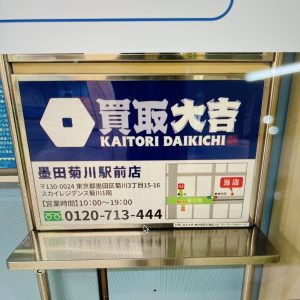 買取大吉
KAITORI DAIKICHI
墨田菊川駅前店
〒130-0024 東京都墨田区菊川3丁目15-16
スカイレジデンス菊川1階
【営業時間】10:00～19:00
0120-713-444
当店